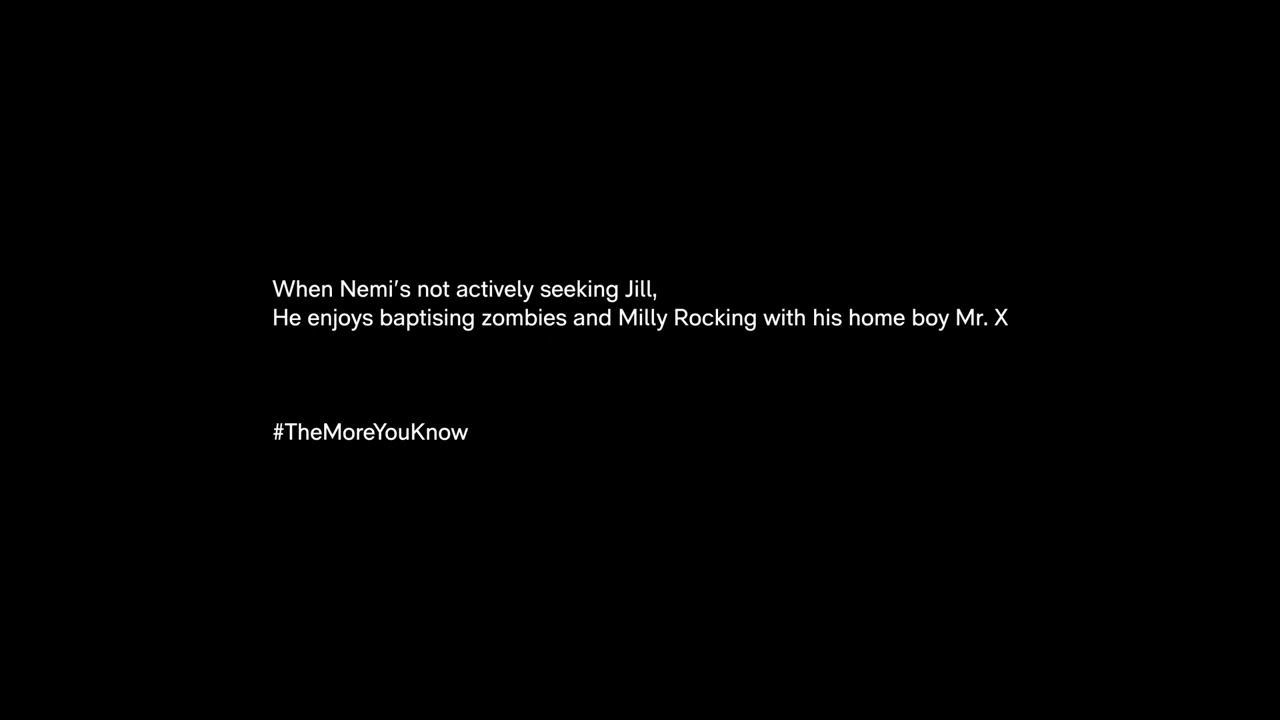 When Nemi's not actively seeking Jill,
He enjoys baptising zombies and Milly Rocking with his home boy Mr. X
#TheMoreYouKnow